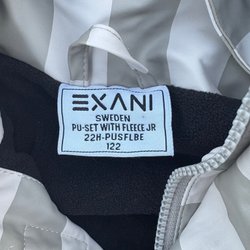 EXANI
SWEDEN
PU-SET WITH FLEECE JR
22H-PUSFLBE
122